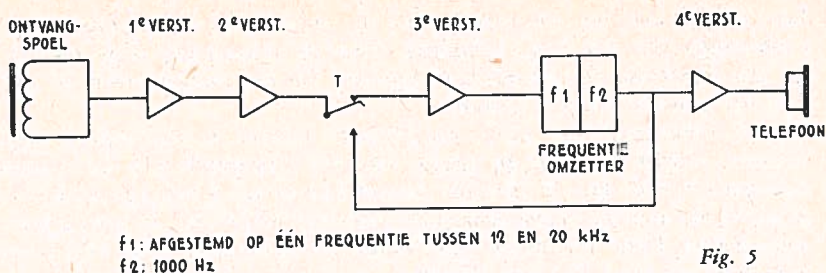 ONTVANG-
SPOEL
1e VERST.
2e VERST.
T
3e VERST.
f1
f2
FREQUENTIE
OMZETTER
4e VERST.
TELEFOON
f1: AFGESTEMD OP ÉÉN FREQUENTIE TUSSEN 12 EN 20 kHz
f2: 1000 Hz
Fig. 5